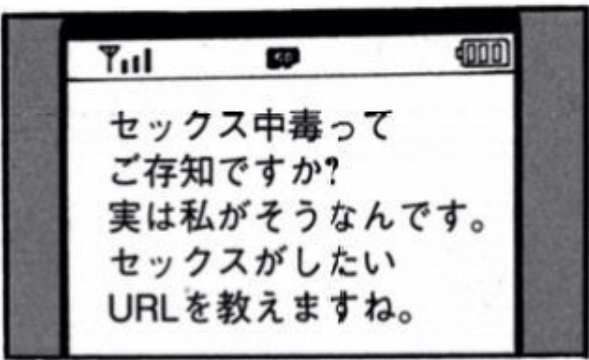 セックス中毒って
ご存知ですか?
実は私がそうなんです。
セックスがしたい
URLを教えますね。